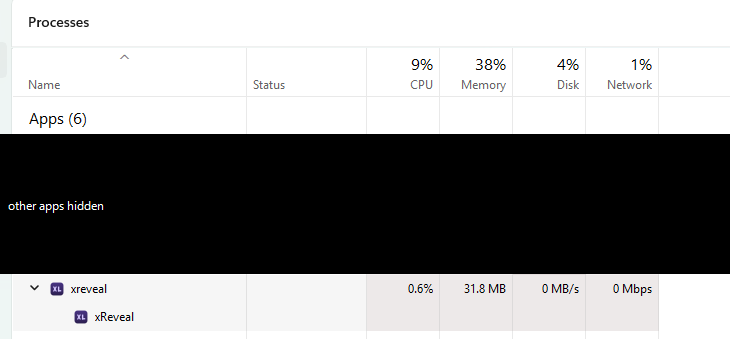 Processes
9% 38% 4% 1%
Name Status CPU Memory Disk Network
Apps (6)
other apps hidden
XL xreveal 0.6% 31.8 MB 0 MB/s 0 Mbps
XL xReveal